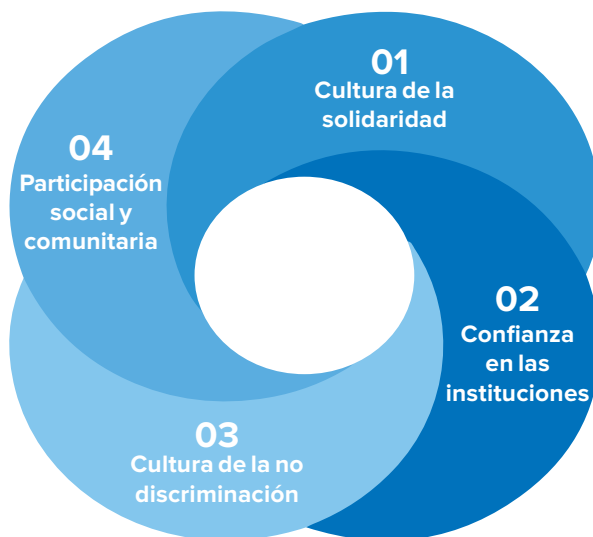 01
Cultura de la
solidaridad
02
Confianza
en las
instituciones
03
Cultura de la no
discriminación
04
Participación
social y
comunitaria